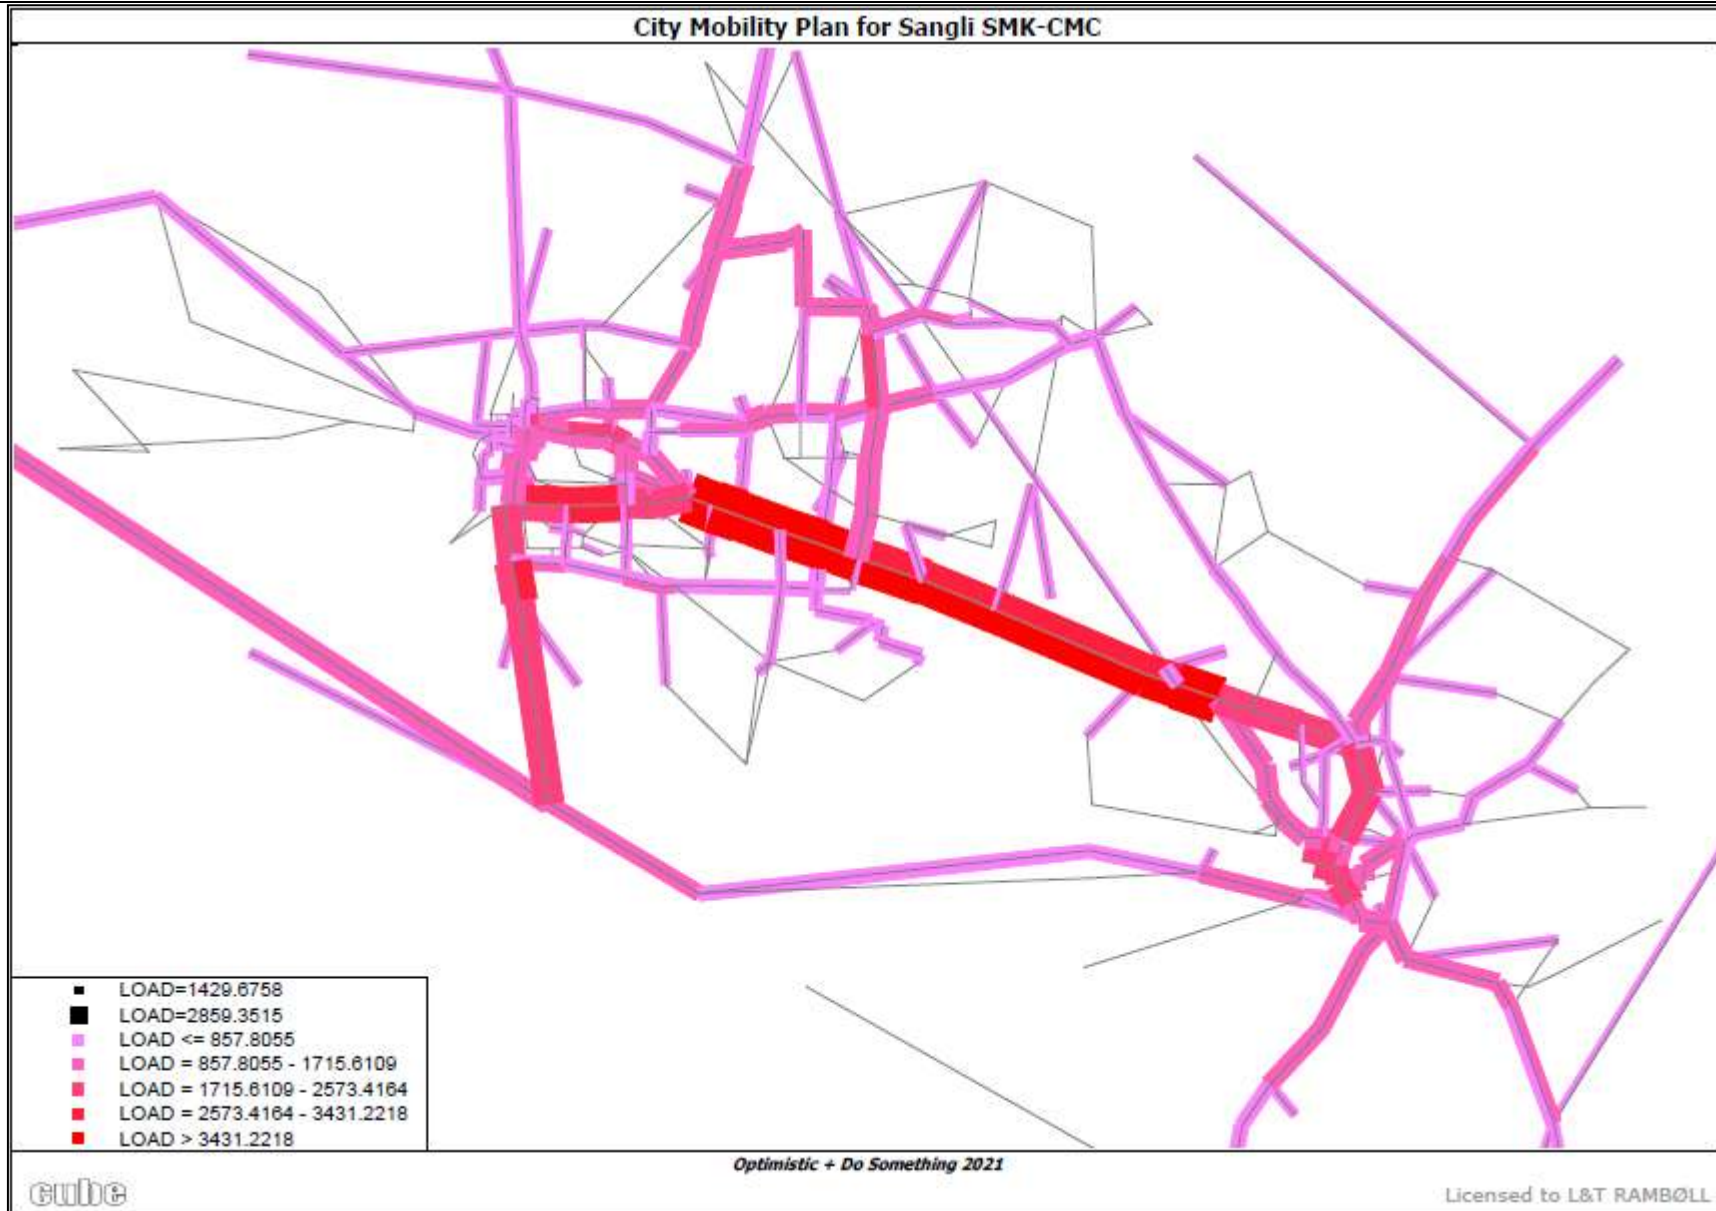 City Mobility Plan for Sangli SMK-CMC
LOAD=1429.6758
LOAD=2859.3515
LOAD <= 857.8055
LOAD = 857.8055 - 1715.6109
LOAD = 1715.6109 - 2573.4164
LOAD = 2573.4164 - 3431.2218
LOAD > 3431.2218
Optimistic + Do Something 2021
cube
Licensed to L&T RAMBØLL